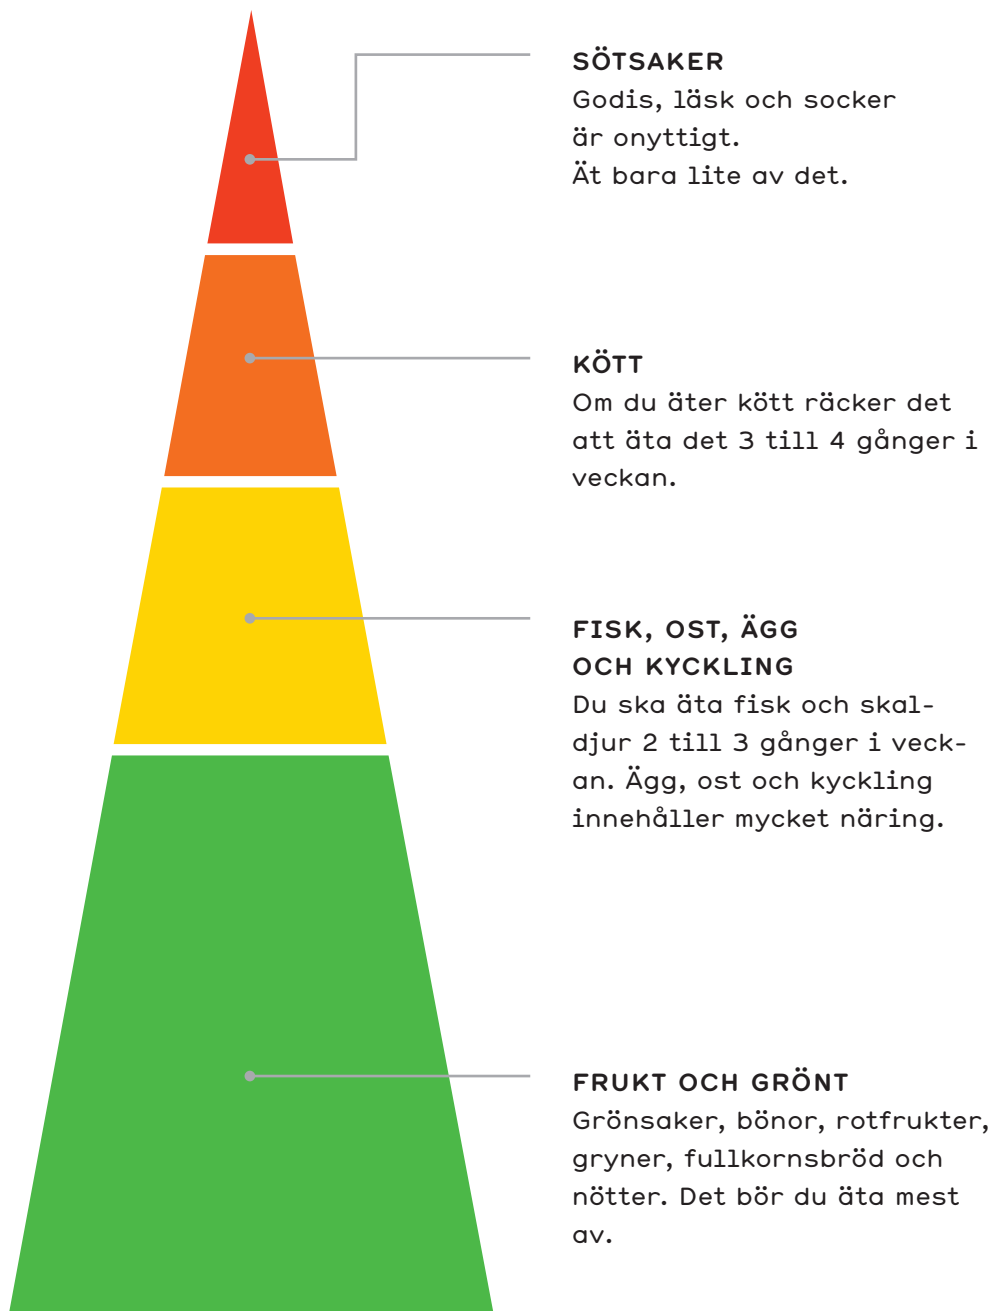 SÖTSAKER
Godis, läsk och socker
är onyttigt.
Ät bara lite av det.
KÖTT
Om du äter kött räcker det
att äta det 3 till 4 gånger i
veckan.
FISK, OST, ÄGG
OCH KYCKLING
Du ska äta fisk och skal-
djur 2 till 3 gånger i veck-
an. Ägg, ost och kyckling
innehåller mycket näring.
FRUKT OCH GRÖNT
Grönsaker, bönor, rotfrukter,
gryner, fullkornsbröd och
nötter. Det bör du äta mest
av.